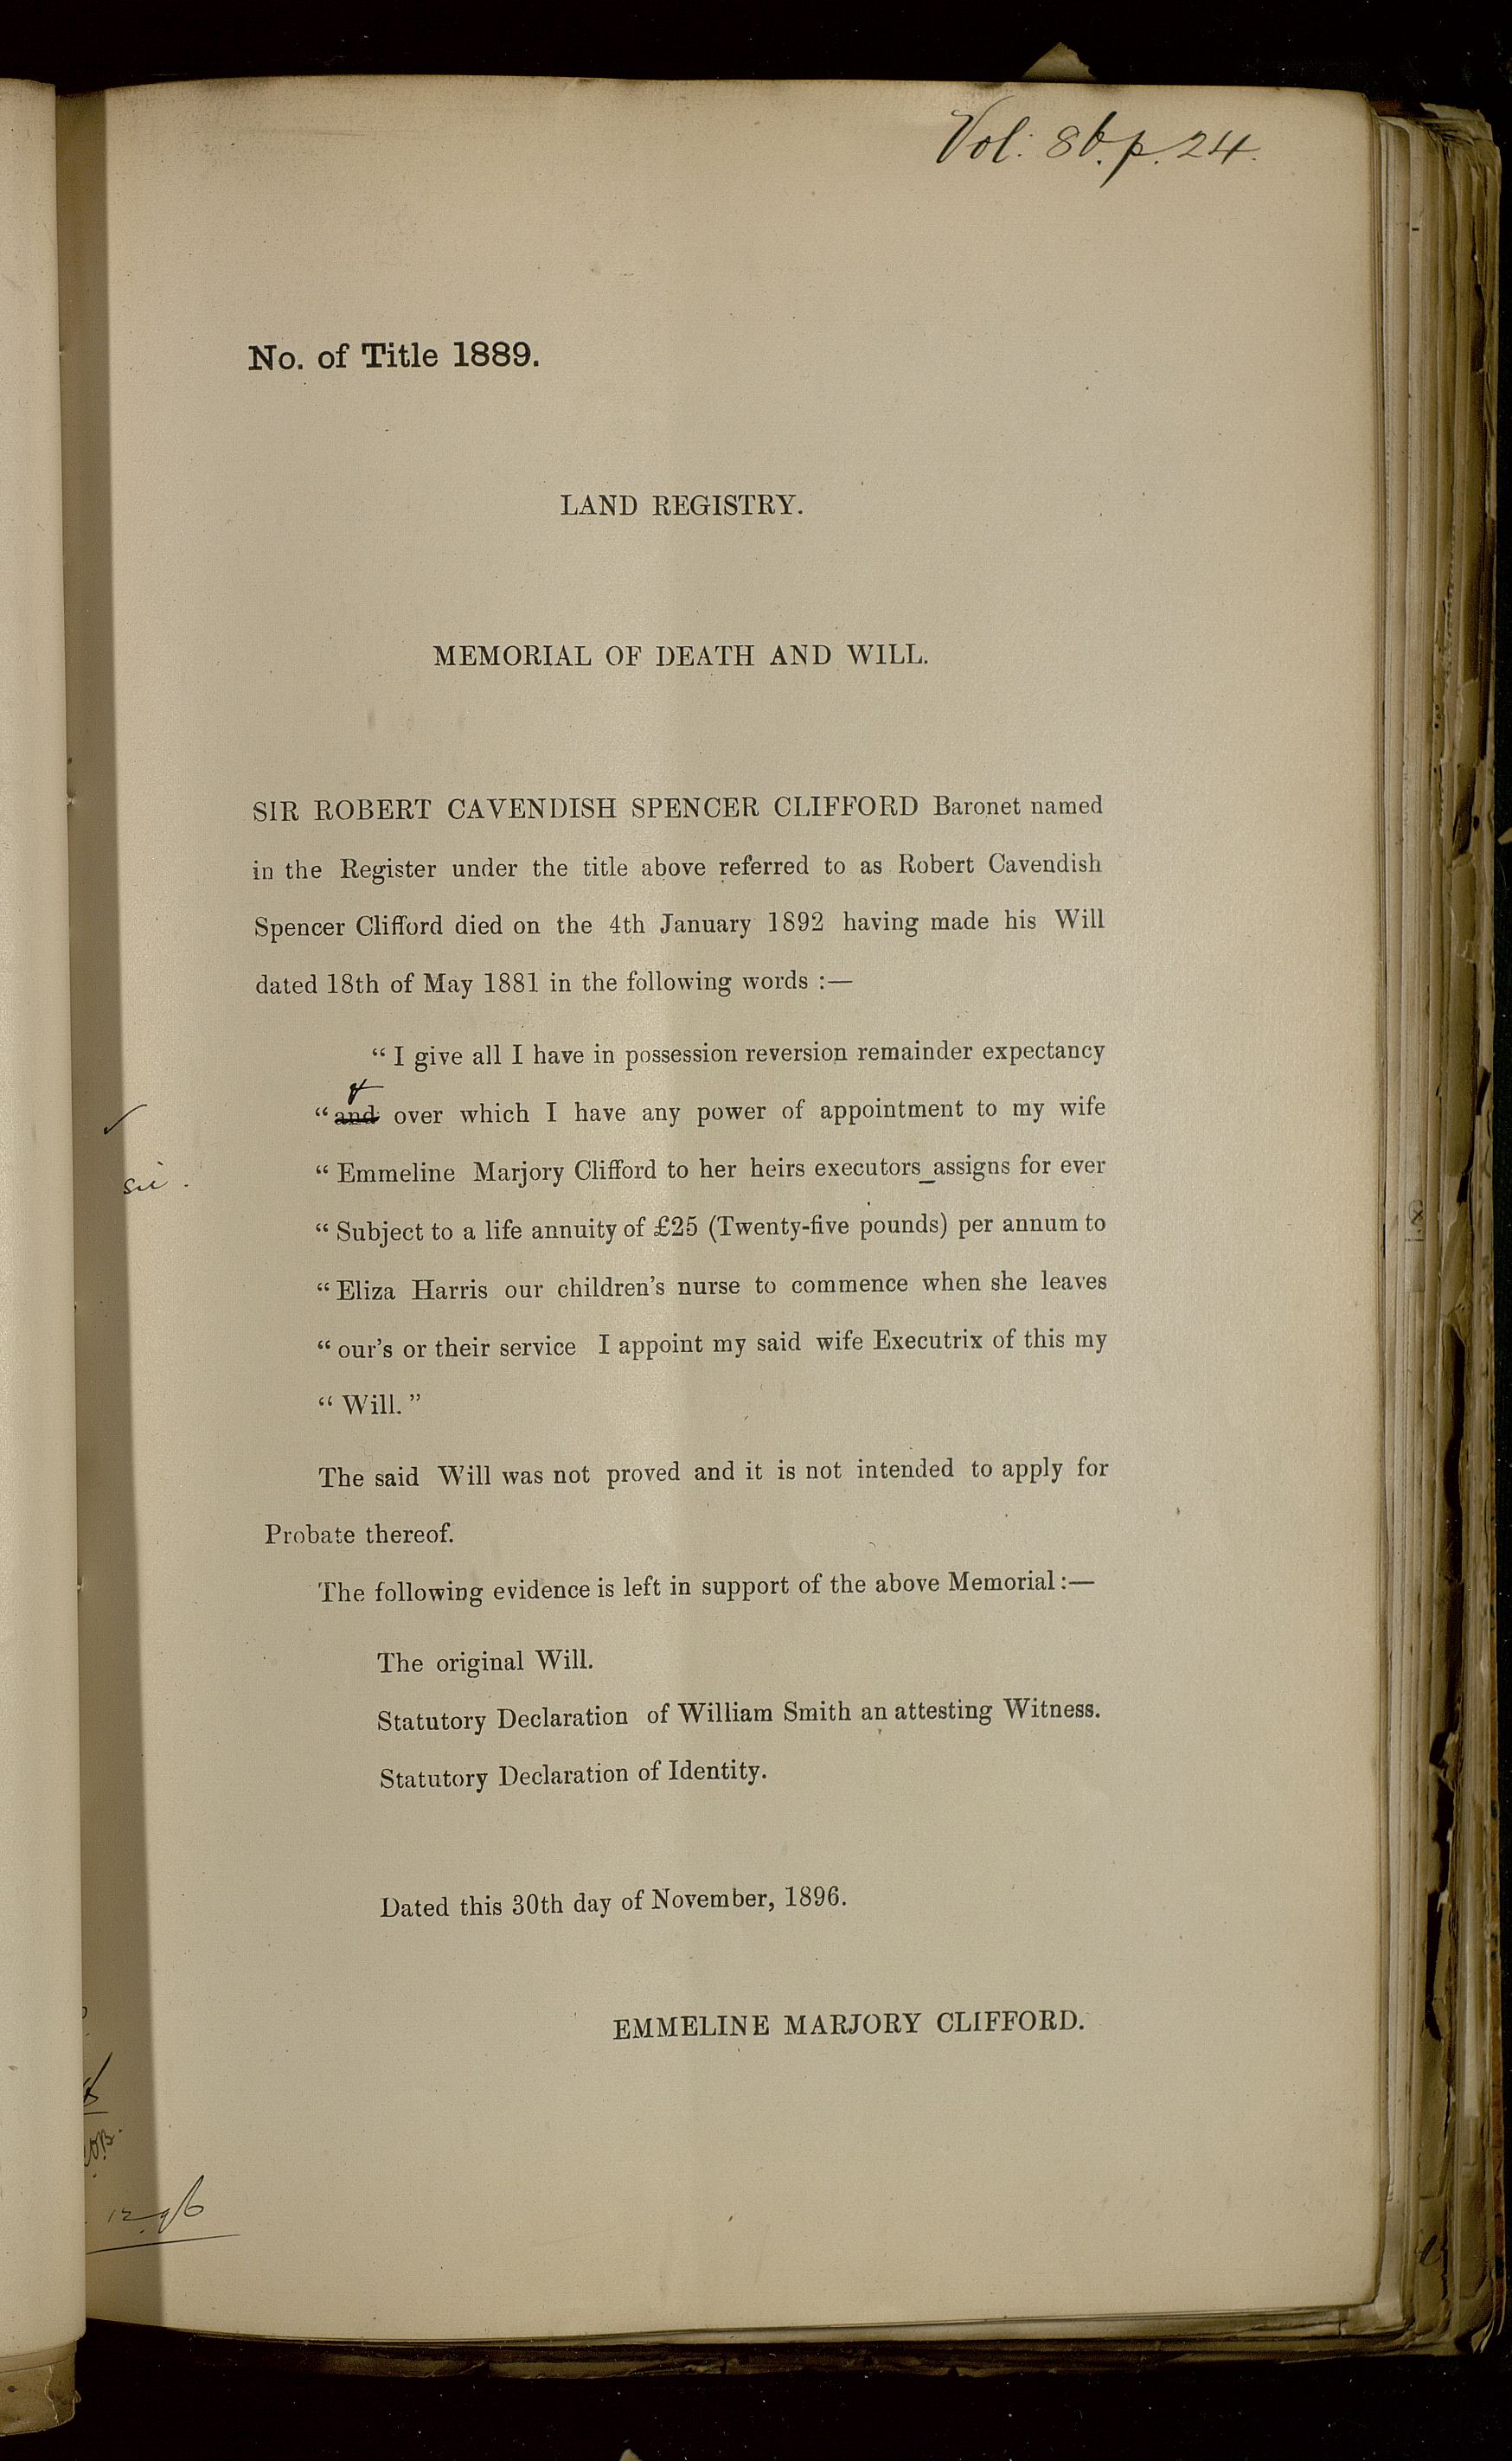 Vol: 86. p. 24.
No. of Title 1889.
LAND REGISTRY.
MEMORIAL OF DEATH AND WILL.
SIR ROBERT CAVENDISH SPENCER CLIFFORD Baronet named
in the Register under the title above referred to as Robert Cavendish
Spencer Clifford died on the 4th January 1892 having made his Will
dated 18th of May 1881 in the following words :—
“ I give all I have in possession reversion remainder expectancy
&
“ and over which I have any power of appointment to my wife
“ Emmeline Marjory Clifford to her heirs executors_assigns for ever
“ Subject to a life annuity of £25 (Twenty-five pounds) per annum to
“ Eliza Harris our children’s nurse to commence when she leaves
“ our’s or their service I appoint my said wife Executrix of this my
“ Will.”
The said Will was not proved and it is not intended to apply for
Probate thereof.
The following evidence is left in support of the above Memorial :—
The original Will.
Statutory Declaration of William Smith an attesting Witness.
Statutory Declaration of Identity.
Dated this 30th day of November, 1896.
EMMELINE MARJORY CLIFFORD.
12.96